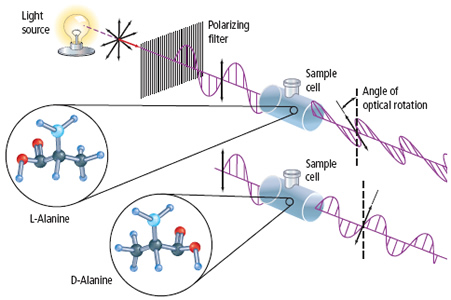 Light
source
Polarizing
filter
Sample
cell
Angle of
optical rotation
L-Alanine
Sample
cell
D-Alanine